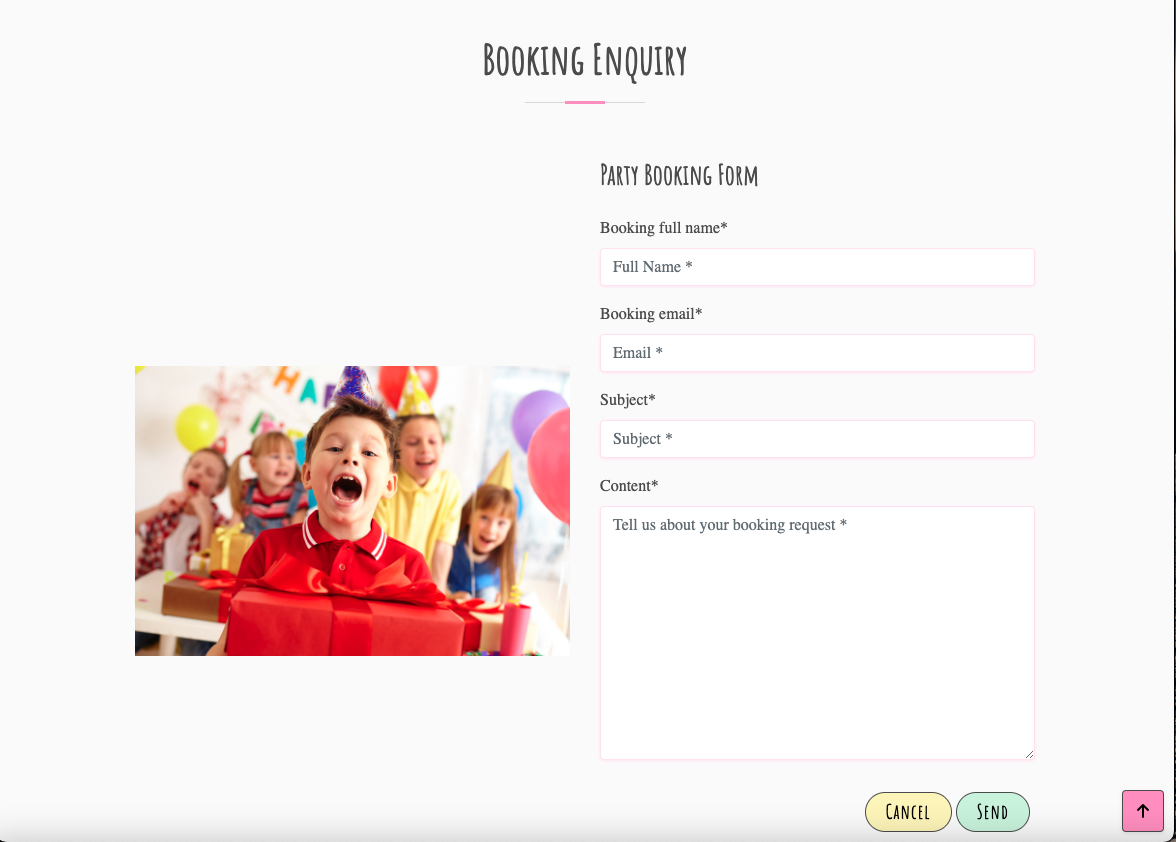 Booking Enquiry
Party Booking Form
Booking full name*
Full Name *
Booking email*
Email *
Subject*
Subject *
Content*
Tell us about your booking request *
Cancel
Send